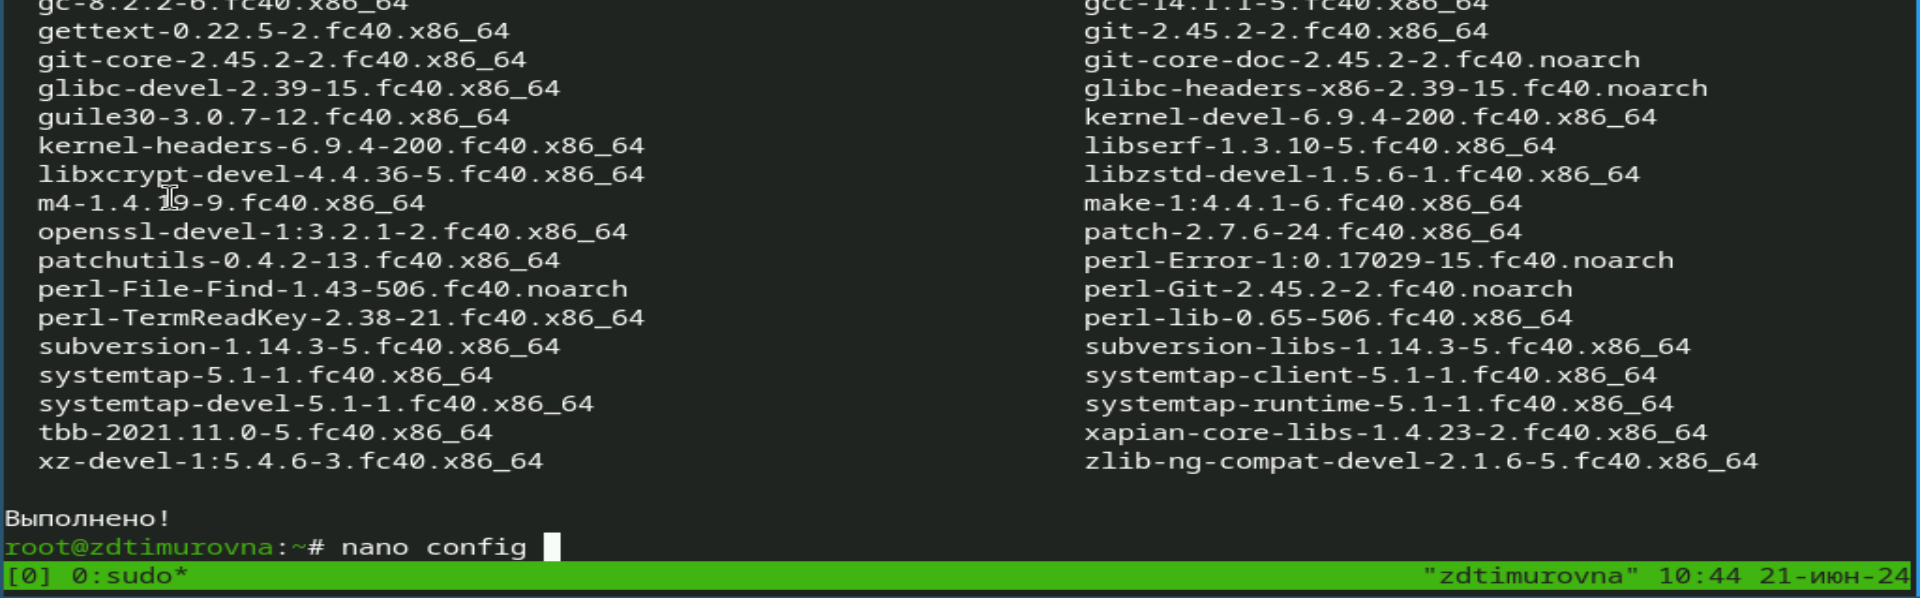 gc-8.2.2-6.fc40.x86_64 gcc-14.1.1-5.fc40.x86_64
gettext-0.22.5-2.fc40.x86_64 git-2.45.2-2.fc40.x86_64
git-core-2.45.2-2.fc40.x86_64 git-core-doc-2.45.2-2.fc40.noarch
glibc-devel-2.39-15.fc40.x86_64 glibc-headers-x86-2.39-15.fc40.noarch
guile30-3.0.7-12.fc40.x86_64 kernel-devel-6.9.4-200.fc40.x86_64
kernel-headers-6.9.4-200.fc40.x86_64 libserf-1.3.10-5.fc40.x86_64
libxcrypt-devel-4.4.36-5.fc40.x86_64 libzstd-devel-1.5.6-1.fc40.x86_64
m4-1.4.19-9.fc40.x86_64 make-1:4.4.1-6.fc40.x86_64
openssl-devel-1:3.2.1-2.fc40.x86_64 patch-2.7.6-24.fc40.x86_64
patchutils-0.4.2-13.fc40.x86_64 perl-Error-1:0.17029-15.fc40.noarch
perl-File-Find-1.43-506.fc40.noarch perl-Git-2.45.2-2.fc40.noarch
perl-TermReadKey-2.38-21.fc40.x86_64 perl-lib-0.65-506.fc40.x86_64
subversion-1.14.3-5.fc40.x86_64 subversion-libs-1.14.3-5.fc40.x86_64
systemtap-5.1-1.fc40.x86_64 systemtap-client-5.1-1.fc40.x86_64
systemtap-devel-5.1-1.fc40.x86_64 systemtap-runtime-5.1-1.fc40.x86_64
tbb-2021.11.0-5.fc40.x86_64 xapian-core-libs-1.4.23-2.fc40.x86_64
xz-devel-1:5.4.6-3.fc40.x86_64 zlib-ng-compat-devel-2.1.6-5.fc40.x86_64
Выполнено!
root@zdtimurovna:~# nano config
[0] 0:sudo* "zdtimurovna" 10:44 21-июн-24